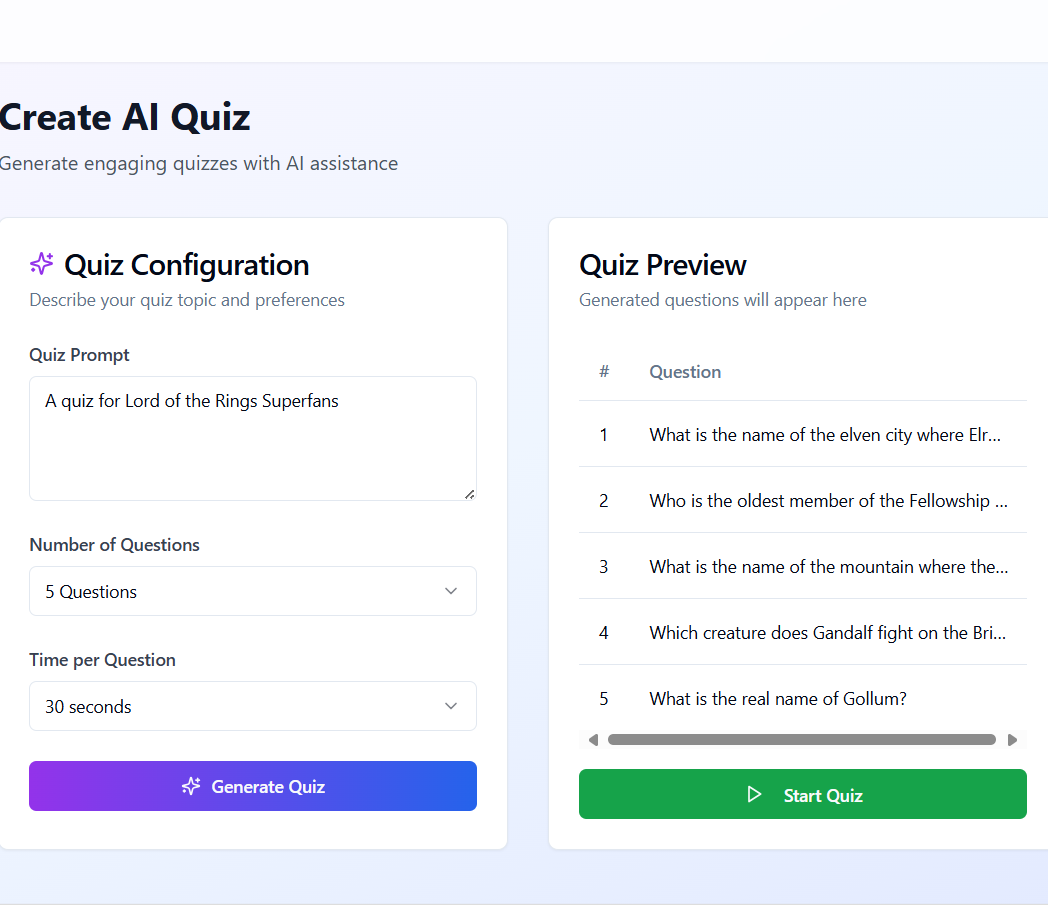 Create AI Quiz
Generate engaging quizzes with AI assistance
Quiz Configuration
Describe your quiz topic and preferences
Quiz Prompt
A quiz for Lord of the Rings Superfans
Number of Questions
5 Questions
Time per Question
30 seconds
Generate Quiz
Quiz Preview
Generated questions will appear here
# Question
1 What is the name of the elven city where Elr...
2 Who is the oldest member of the Fellowship ...
3 What is the name of the mountain where the...
4 Which creature does Gandalf fight on the Bri...
5 What is the real name of Gollum?
Start Quiz